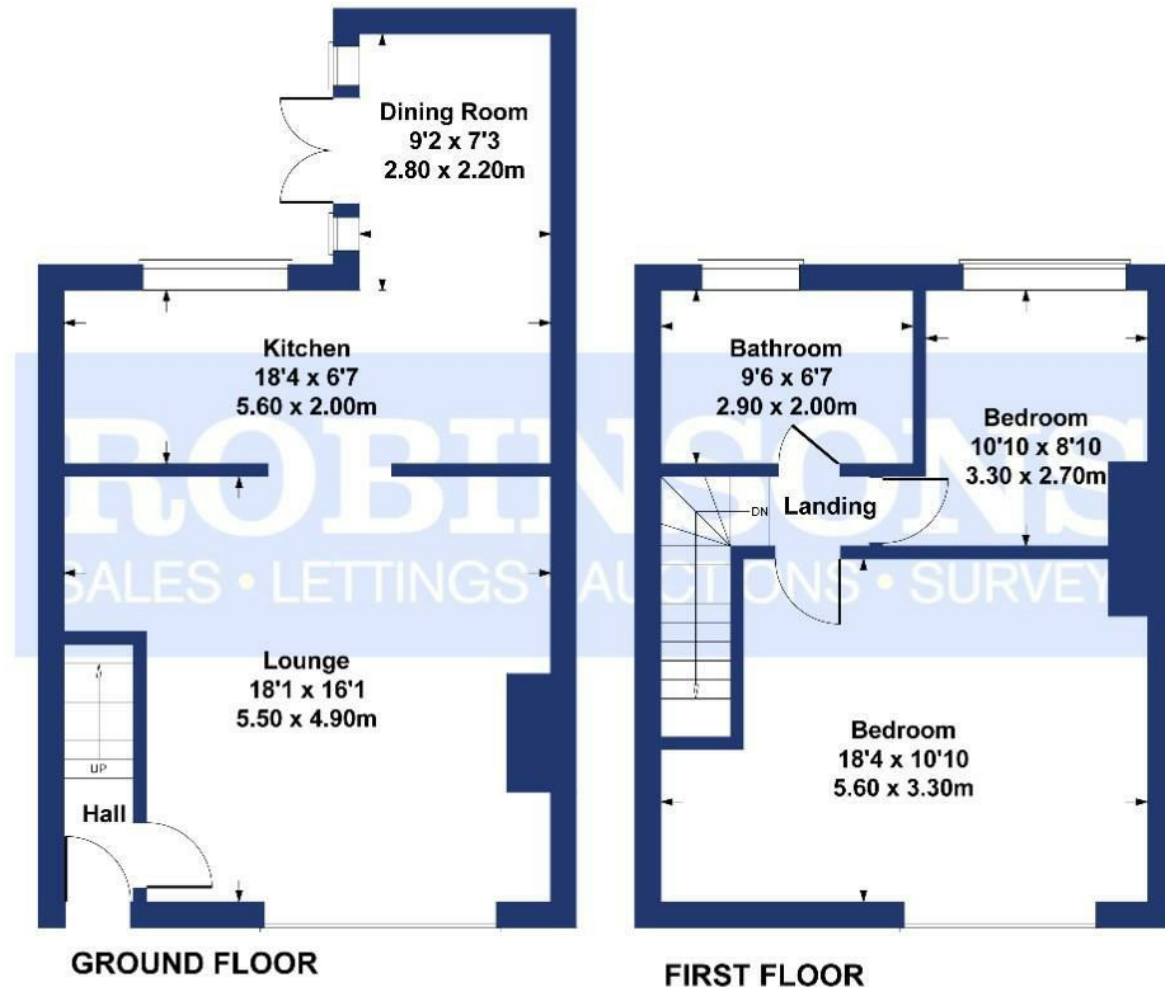 Dining Room
9'2 x 7'3
2.80 x 2.20m
Kitchen
18'4 x 6'7
5.60 x 2.00m
Lounge
18'1 x 16'1
5.50 x 4.90m
UP
Hall
GROUND FLOOR
Bathroom
9'6 x 6'7
2.90 x 2.00m
Bedroom
10'10 x 8'10
3.30 x 2.70m
DN
Landing
Bedroom
18'4 x 10'10
5.60 x 3.30m
FIRST FLOOR
ROBINSONS
SALES • LETTINGS • AUCTIONS • SURVEY